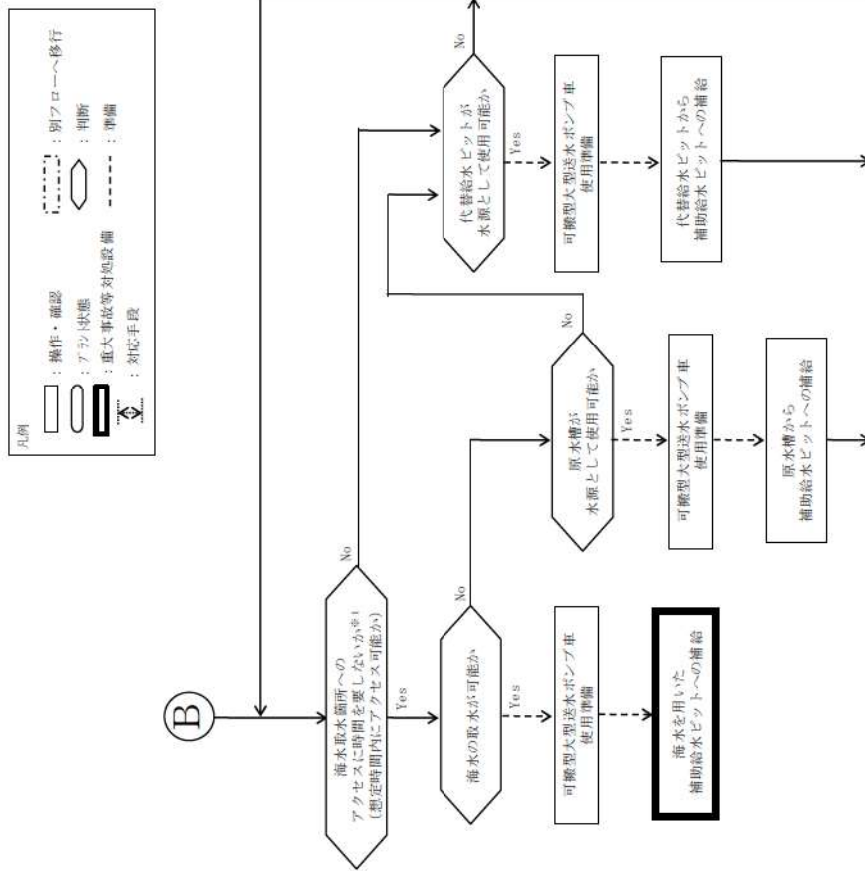 凡例
：操作・確認
：プラント状態
：重大事故等対処設備
：対応手段
：別フローへ移行
：判断
：準備
B
海水取水箇所への
アクセスに時間を要しないか※1
(想定時間内にアクセス可能か)
No
Yes
海水の取水が可能か
No
Yes
可搬型大型送水ポンプ車
使用準備
海水を用いた
補助給水ピットへの補給
原水槽が
水源として使用可能か
No
Yes
可搬型大型送水ポンプ車
使用準備
原水槽から
補助給水ピットへの補給
代替給水ピットが
水源として使用可能か
No
Yes
可搬型大型送水ポンプ車
使用準備
代替給水ピットから
補助給水ピットへの補給